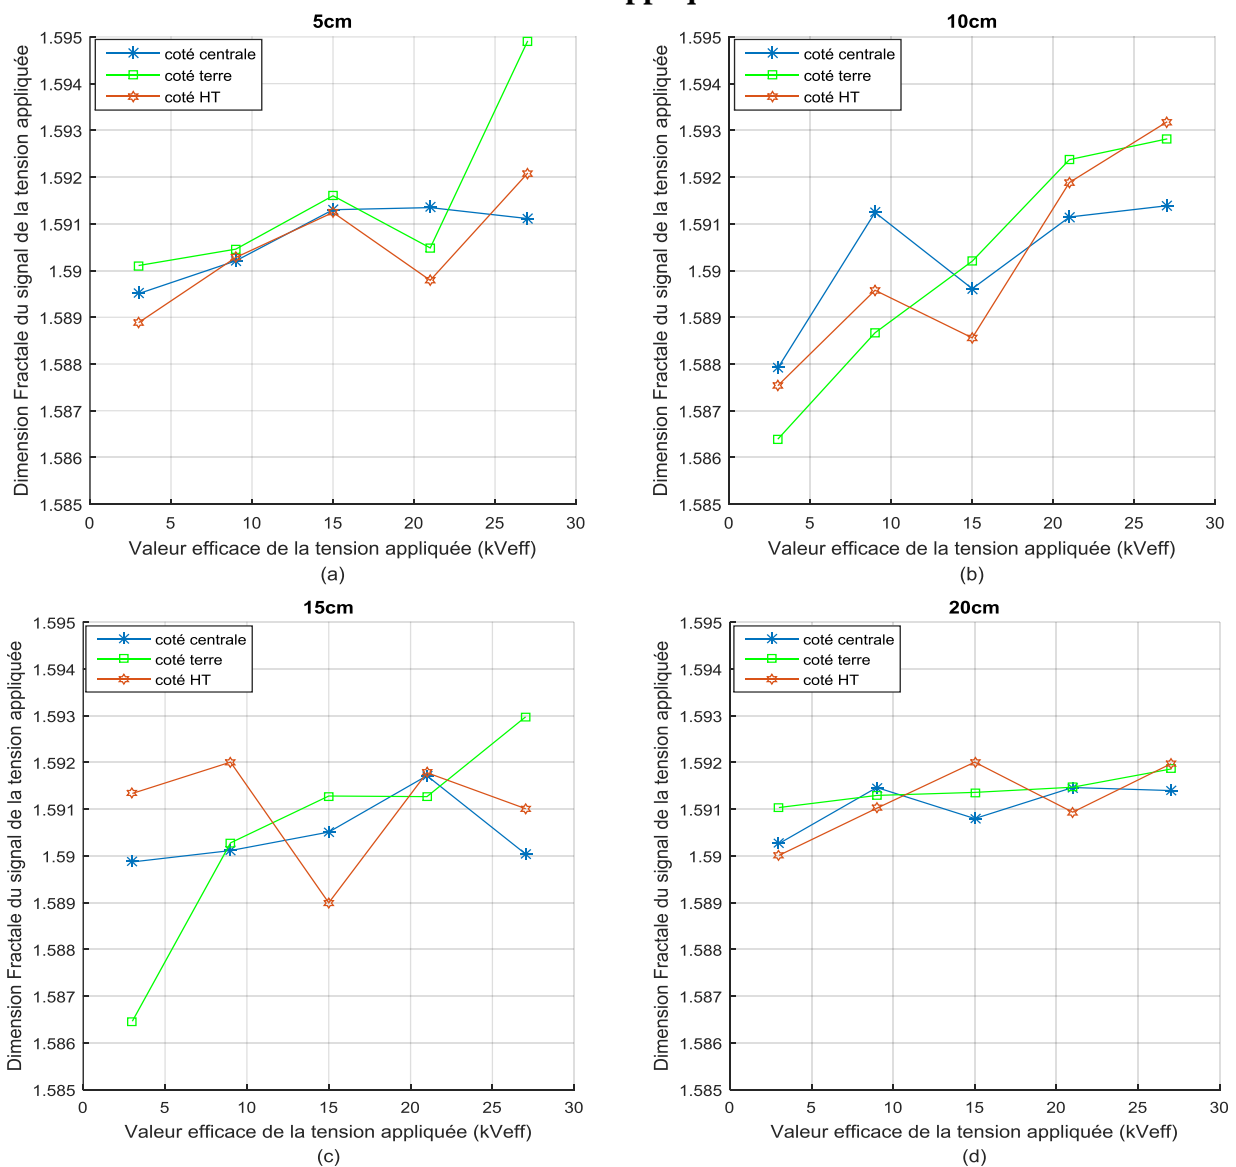 5cm
1.595
1.594
1.593
1.592
1.591
1.59
1.589
1.588
1.587
1.586
1.585
0
5
10
15
20
25
30
Dimension Fractale du signal de la tension appliquée
coté centrale
coté terre
coté HT
Valeur efficace de la tension appliquée (kVeff)
(a)
10cm
1.595
1.594
1.593
1.592
1.591
1.59
1.589
1.588
1.587
1.586
1.585
0
5
10
15
20
25
30
Dimension Fractale du signal de la tension appliquée
coté centrale
coté terre
coté HT
Valeur efficace de la tension appliquée (kVeff)
(b)
15cm
1.595
1.594
1.593
1.592
1.591
1.59
1.589
1.588
1.587
1.586
1.585
0
5
10
15
20
25
30
Dimension Fractale du signal de la tension appliquée
coté centrale
coté terre
coté HT
Valeur efficace de la tension appliquée (kVeff)
(c)
20cm
1.595
1.594
1.593
1.592
1.591
1.59
1.589
1.588
1.587
1.586
1.585
0
5
10
15
20
25
30
Dimension Fractale du signal de la tension appliquée
coté centrale
coté terre
coté HT
Valeur efficace de la tension appliquée (kVeff)
(d)